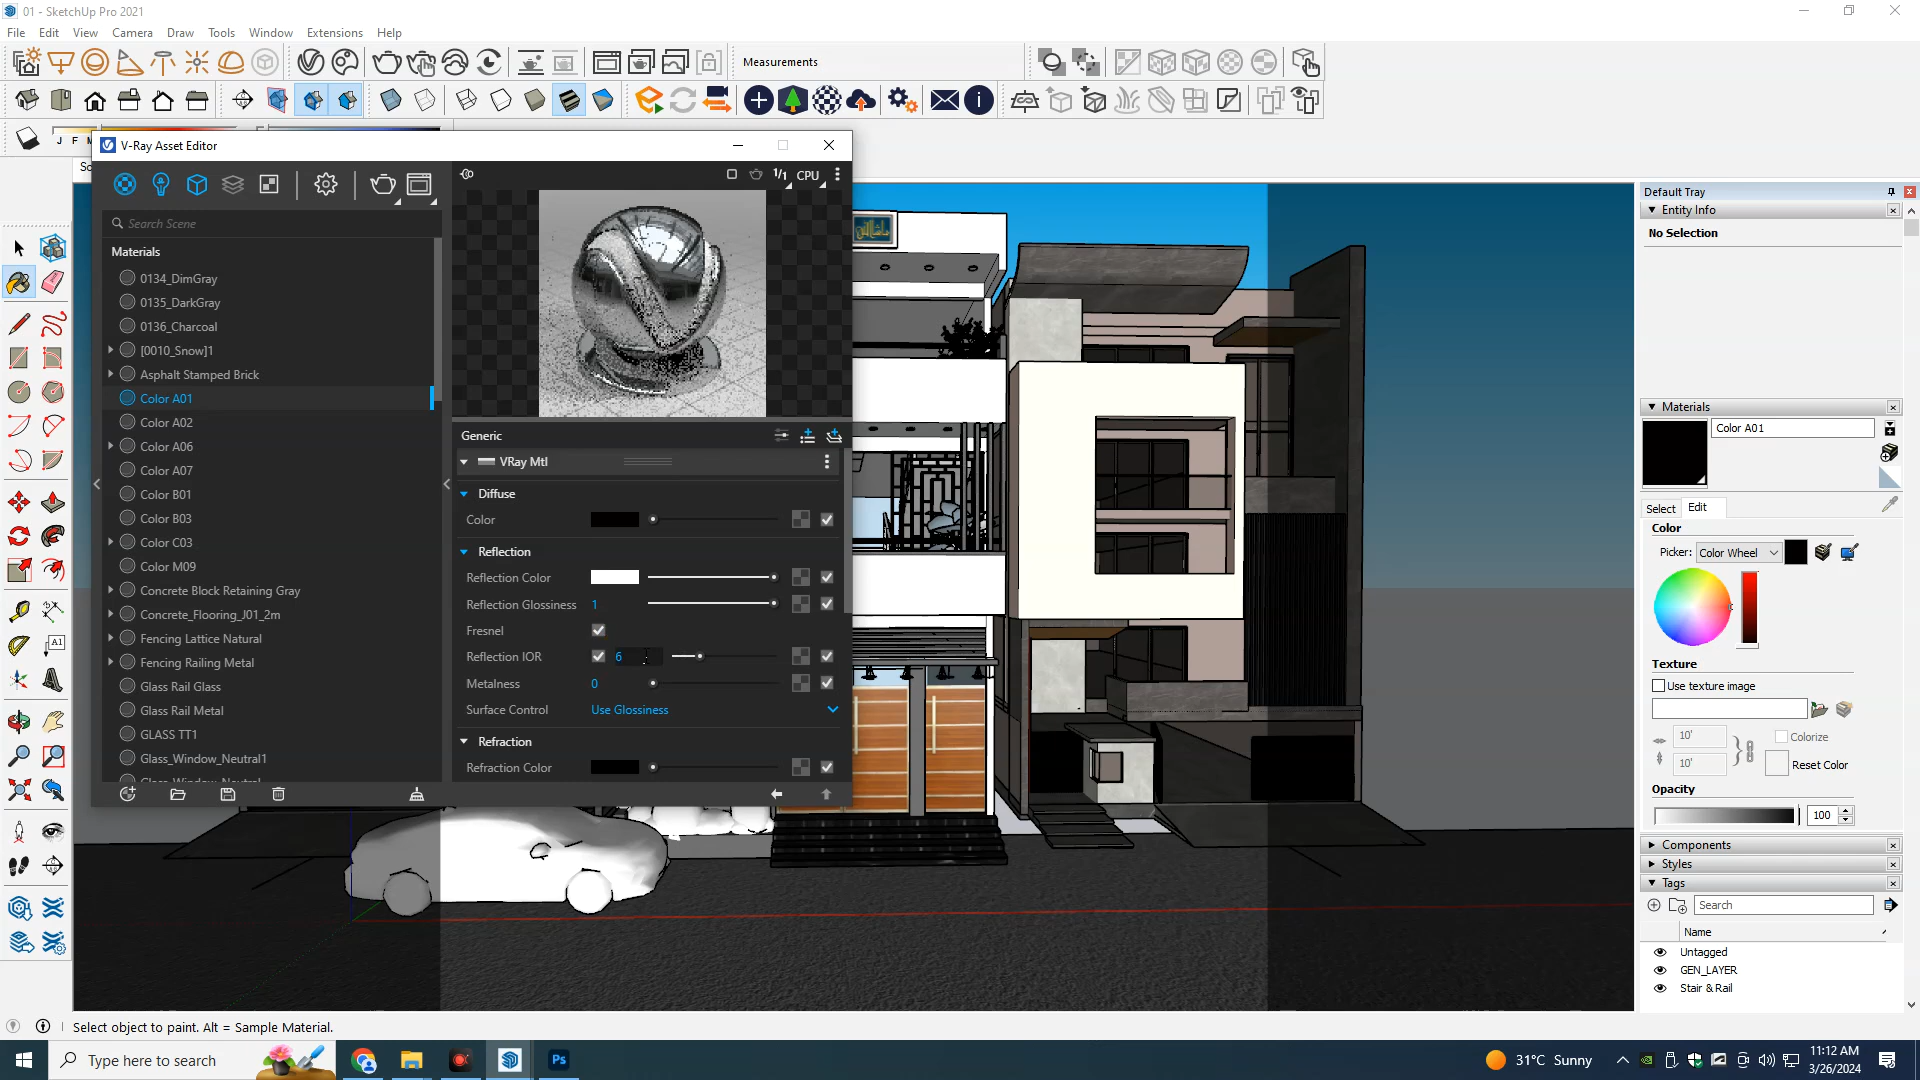 01 - SketchUp Pro 2021
File Edit View Camera Draw Tools Window Extensions Help
Measurements
J F M
V-Ray Asset Editor
1/1 CPU
Search Scene
Materials
0134_DimGray
0135_DarkGray
0136_Charcoal
[0010_Snow]1
Asphalt Stamped Brick
Color A01
Color A02
Color A06
Color A07
Color B01
Color B03
Color C03
Color M09
Concrete Block Retaining Gray
Concrete_Flooring_J01_2m
Fencing Lattice Natural
Fencing Railing Metal
Glass Rail Glass
Glass Rail Metal
GLASS TT1
Glass_Window_Neutral1
Glass_Window_Neutral
Generic
VRay Mtl
Diffuse
Color
Reflection
Reflection Color
Reflection Glossiness 1
Fresnel
Reflection IOR 6
Metalness 0
Surface Control Use Glossiness
Refraction
Refraction Color
Default Tray
Entity Info
No Selection
Materials
Color A01
Select Edit
Color
Picker: Color Wheel
Texture
Use texture image
10'
Colorize
10'
Reset Color
Opacity
100
Components
Styles
Tags
Search
Name
Untagged
GEN_LAYER
Stair & Rail
Select object to paint. Alt = Sample Material.
Type here to search
Ps
31°C Sunny
11:12 AM
3/26/2024